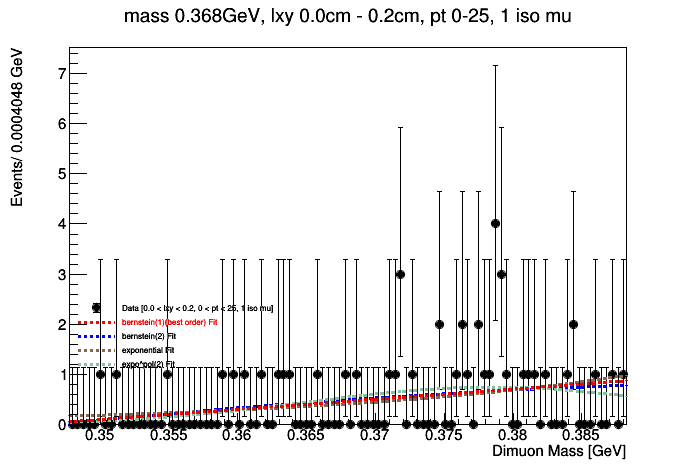 mass 0.368GeV, lxy 0.0cm - 0.2cm, pt 0-25, 1 iso mu
Events/ 0.0004048 GeV
7
6
5
4
3
2
1
0
Data [0.0 < lxy < 0.2, 0 < pt < 25, 1 iso mu]
bernstein(1)(best order) Fit
bernstein(2) Fit
exponential Fit
expo*pol(2) Fit
0.35 0.355 0.36 0.365 0.37 0.375 0.38 0.385
Dimuon Mass [GeV]